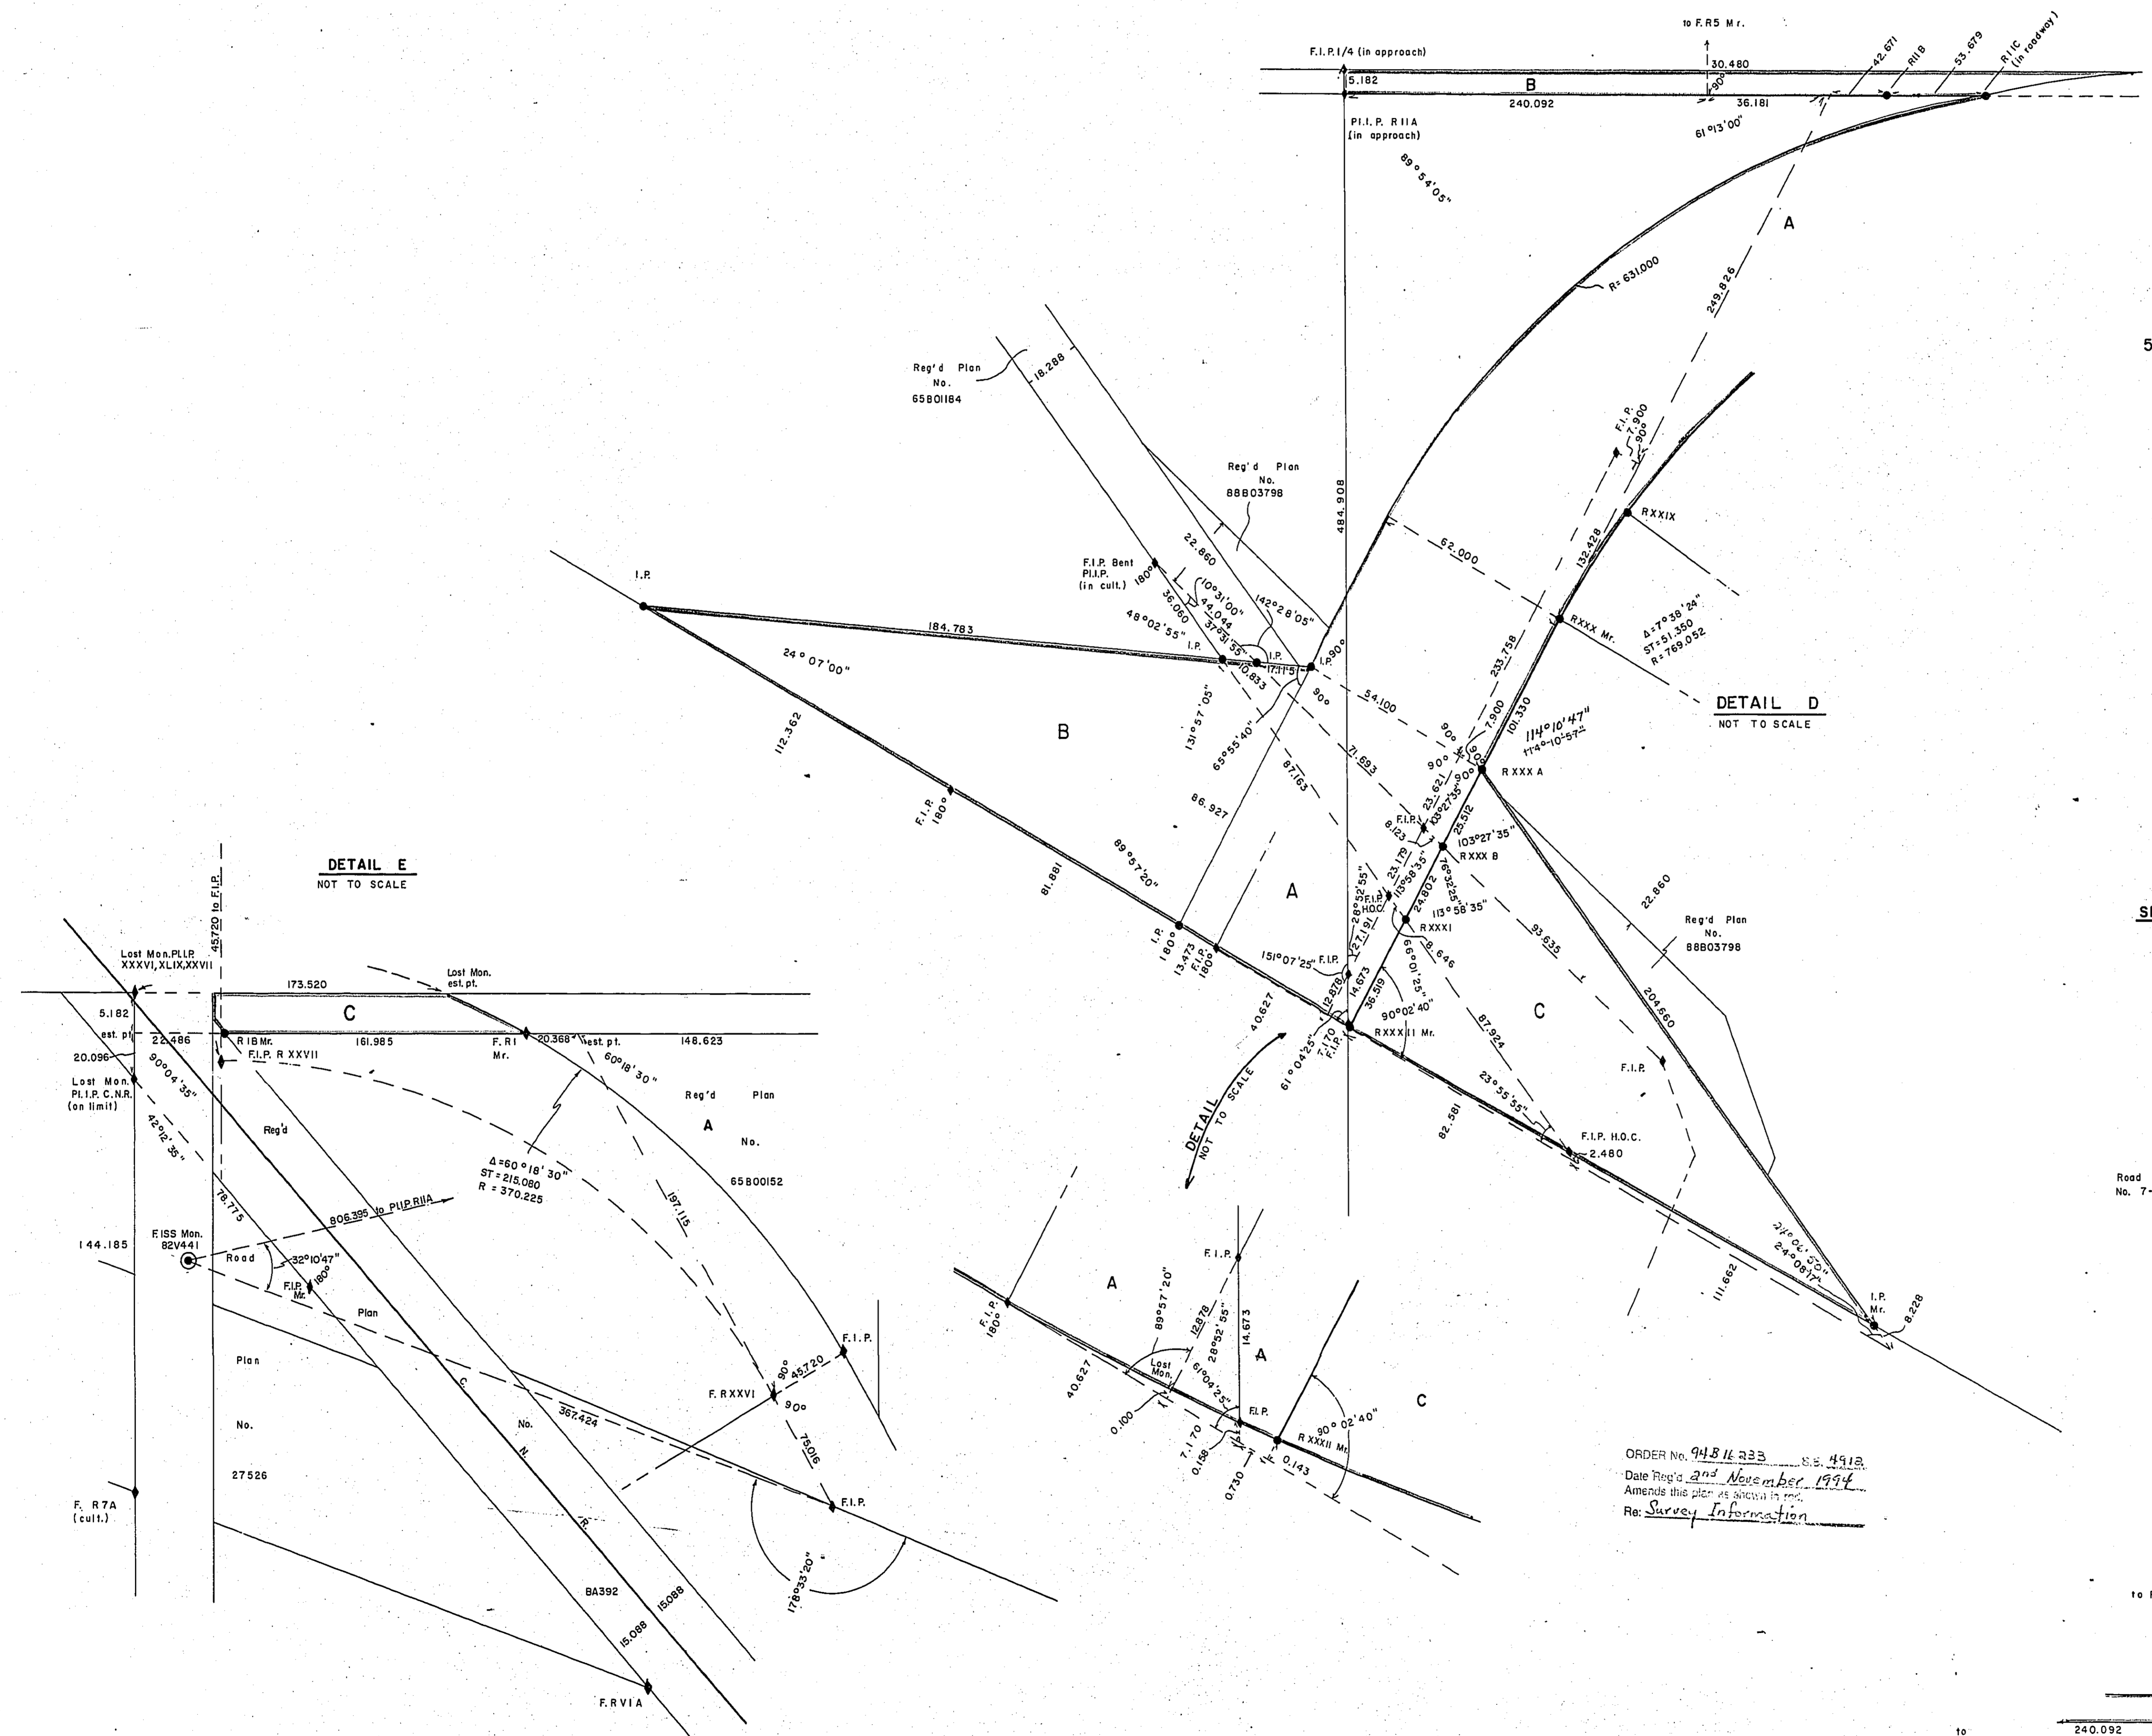 to F.R5 Mr.
F.I.P. 1/4 (in approach)
5.182
30.480
B
90°
240.092
36.181
42.671
R11B
53.679
R11C
(in roadway)
P1.I.P. R11A
(in approach)
61°13'00"
89°54'05"
A
R= 631.000
249.826
5
Reg'd Plan
No.
65B01184
18.288
Reg'd Plan
No.
88B03798
22.860
484.908
F.I.P.
7.900
90°
RXXIX
132.428
62.000
F.I.P. Bent
P1.I.P.
(in cult.)
180°
36.060
10°31'00"
44.044
37°31'55"
142°28'05"
48°02'55"
I.P.
I.P.
I.P.
90°
10.833
17.115
I.P.
184.783
24°07'00"
RXXX Mr.
Δ=7°38'24"
ST=51.350
R=769.052
233.758
DETAIL D
NOT TO SCALE
112.362
B
131°57'05"
65°55'40"
90°
54.100
87.163
71.693
90°
7.900
101.330
114°10'47"
114°10'57"
90°
90°
90°
RXXX A
F.I.P.
180°
86.927
23.621
103°27'35"
F.I.P.
8.123
25.512
103°27'35"
RXXX B
89°57'20"
81.881
A
28°52'55"
23.179
113°58'35"
76°32'25"
F.I.P.
H.O.C.
24.802
113°58'35"
RXXXI
27.191
66°01'25"
8.646
93.635
22.860
Reg'd Plan
No.
88B03798
I.P.
180°
13.473
F.I.P.
180°
151°07'25"
F.I.P.
12.878
14.673
36.519
90°02'40"
RXXXII Mr.
40.627
61°04'25"
7.170
F.I.P.
87.924
C
204.660
F.I.P.
DETAIL
NOT TO SCALE
23°55'55"
82.581
F.I.P. H.O.C.
2.480
111.662
24°06'50"
24°08'17"
I.P.
Mr.
8.228
Road
No. 7-
DETAIL E
NOT TO SCALE
45.720 to F.I.P.
Lost Mon. P1.I.P.
XXXVI, XLIX, XXVII
173.520
Lost Mon.
est. pt.
C
5.182
est. pt.
22.486
R1B Mr.
161.985
F. R1
Mr.
20.368
est. pt.
148.623
F.I.P. R XXVII
20.096
90°04'35"
60°18'30"
Lost Mon.
P1.I.P. C.N.R.
(on limit)
42°12'35"
Reg'd
Reg'd Plan
A
No.
65B00152
Δ=60°18'30"
ST=215.080
R = 370.225
78.775
806.395 to P1.I.P. R11A
197.115
F.ISS Mon.
82V441
144.185
Road
32°10'47"
F.I.P.
Mr.
180°
Plan
Plan
F.I.P.
90°
45.720
F. RXXVI
90°
C.
N.
R.
367.424
No.
No.
75.016
27526
F. R7A
(cult.)
F.I.P.
178°33'20"
BA392
15.088
15.088
F.RVI A
A
F.I.P.
180°
F.I.P.
89°57'20"
12.878
28°52'55"
14.673
A
Lost
Mon.
61°04'25"
40.627
0.100
F.I.P.
C
90°02'40"
R XXXII Mr.
7.170
0.158
0.730
0.143
ORDER No. 94B16233 S.S. 4912
Date Reg'd 2nd November 1994
Amends this plan as shown in red.
Re: Survey Information
to
240.092